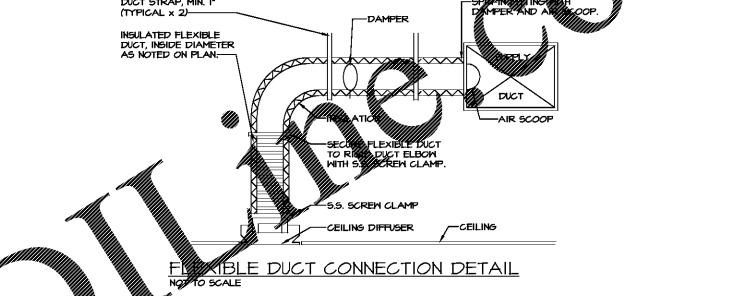 DUCT STRAP, MIN. 1"
(TYPICAL x 2)
DAMPER
DAMPER AND AIR SCOOP.
INSULATED FLEXIBLE
DUCT, INSIDE DIAMETER
AS NOTED ON PLAN.
SUPPLY
DUCT
AIR SCOOP
INSULATION
SECURE FLEXIBLE DUCT
TO RIGID DUCT ELBOW
WITH S.S. SCREW CLAMP.
S.S. SCREW CLAMP
CEILING DIFFUSER
CEILING
FLEXIBLE DUCT CONNECTION DETAIL
NOT TO SCALE